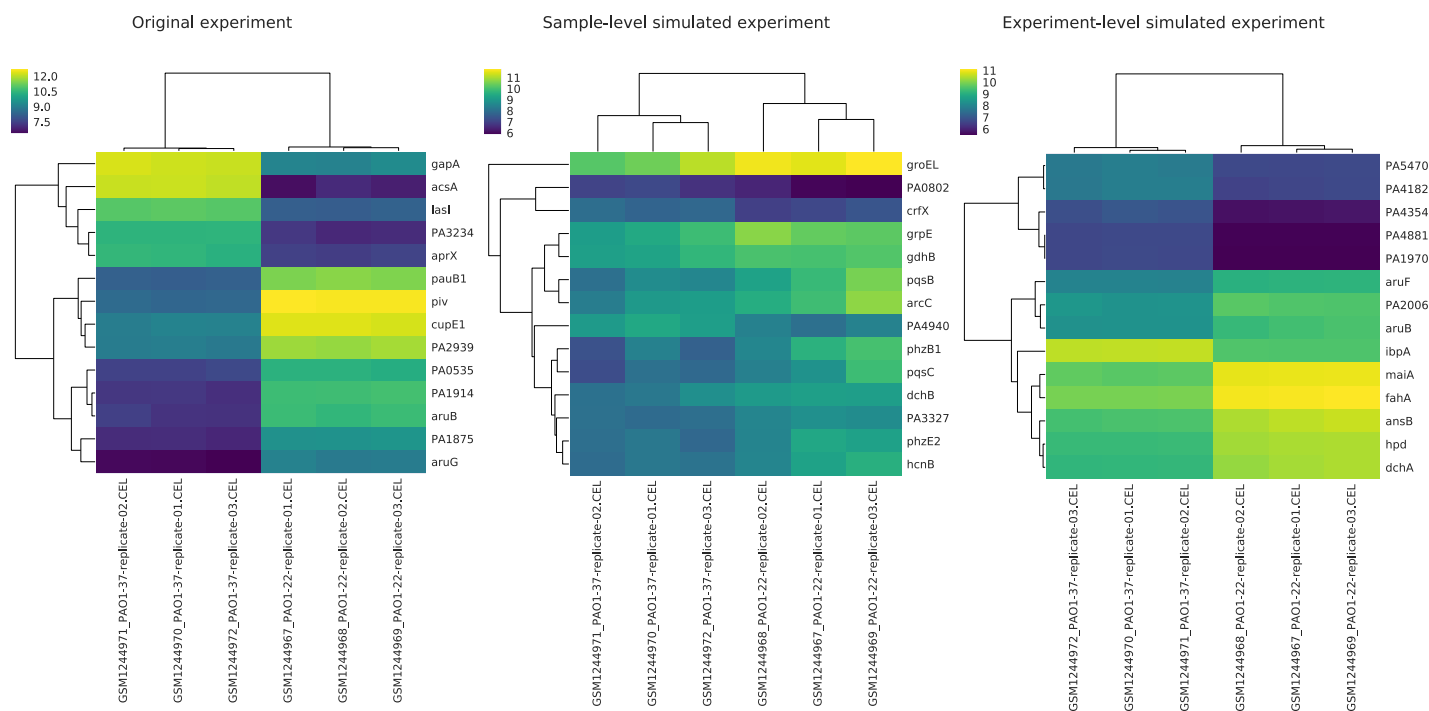 Original experiment
12.0
10.5
9.0
7.5
gapA
acsA
lasI
PA3234
aprX
pauB1
piv
cupE1
PA2939
PA0535
PA1914
aruB
PA1875
aruG
GSM1244971_PAO1-37-replicate-02.CEL
GSM1244970_PAO1-37-replicate-01.CEL
GSM1244972_PAO1-37-replicate-03.CEL
GSM1244967_PAO1-22-replicate-01.CEL
GSM1244968_PAO1-22-replicate-02.CEL
GSM1244969_PAO1-22-replicate-03.CEL
Sample-level simulated experiment
11
10
9
8
7
6
groEL
PA0802
crfX
grpE
gdhB
pqsB
arcC
PA4940
phzB1
pqsC
dchB
PA3327
phzE2
hcnB
GSM1244971_PAO1-37-replicate-02.CEL
GSM1244970_PAO1-37-replicate-01.CEL
GSM1244972_PAO1-37-replicate-03.CEL
GSM1244968_PAO1-22-replicate-02.CEL
GSM1244967_PAO1-22-replicate-01.CEL
GSM1244969_PAO1-22-replicate-03.CEL
Experiment-level simulated experiment
11
10
9
8
7
6
PA5470
PA4182
PA4354
PA4881
PA1970
aruF
PA2006
aruB
ibpA
maiA
fahA
ansB
hpd
dchA
GSM1244972_PAO1-37-replicate-03.CEL
GSM1244970_PAO1-37-replicate-01.CEL
GSM1244971_PAO1-37-replicate-02.CEL
GSM1244968_PAO1-22-replicate-02.CEL
GSM1244967_PAO1-22-replicate-01.CEL
GSM1244969_PAO1-22-replicate-03.CEL